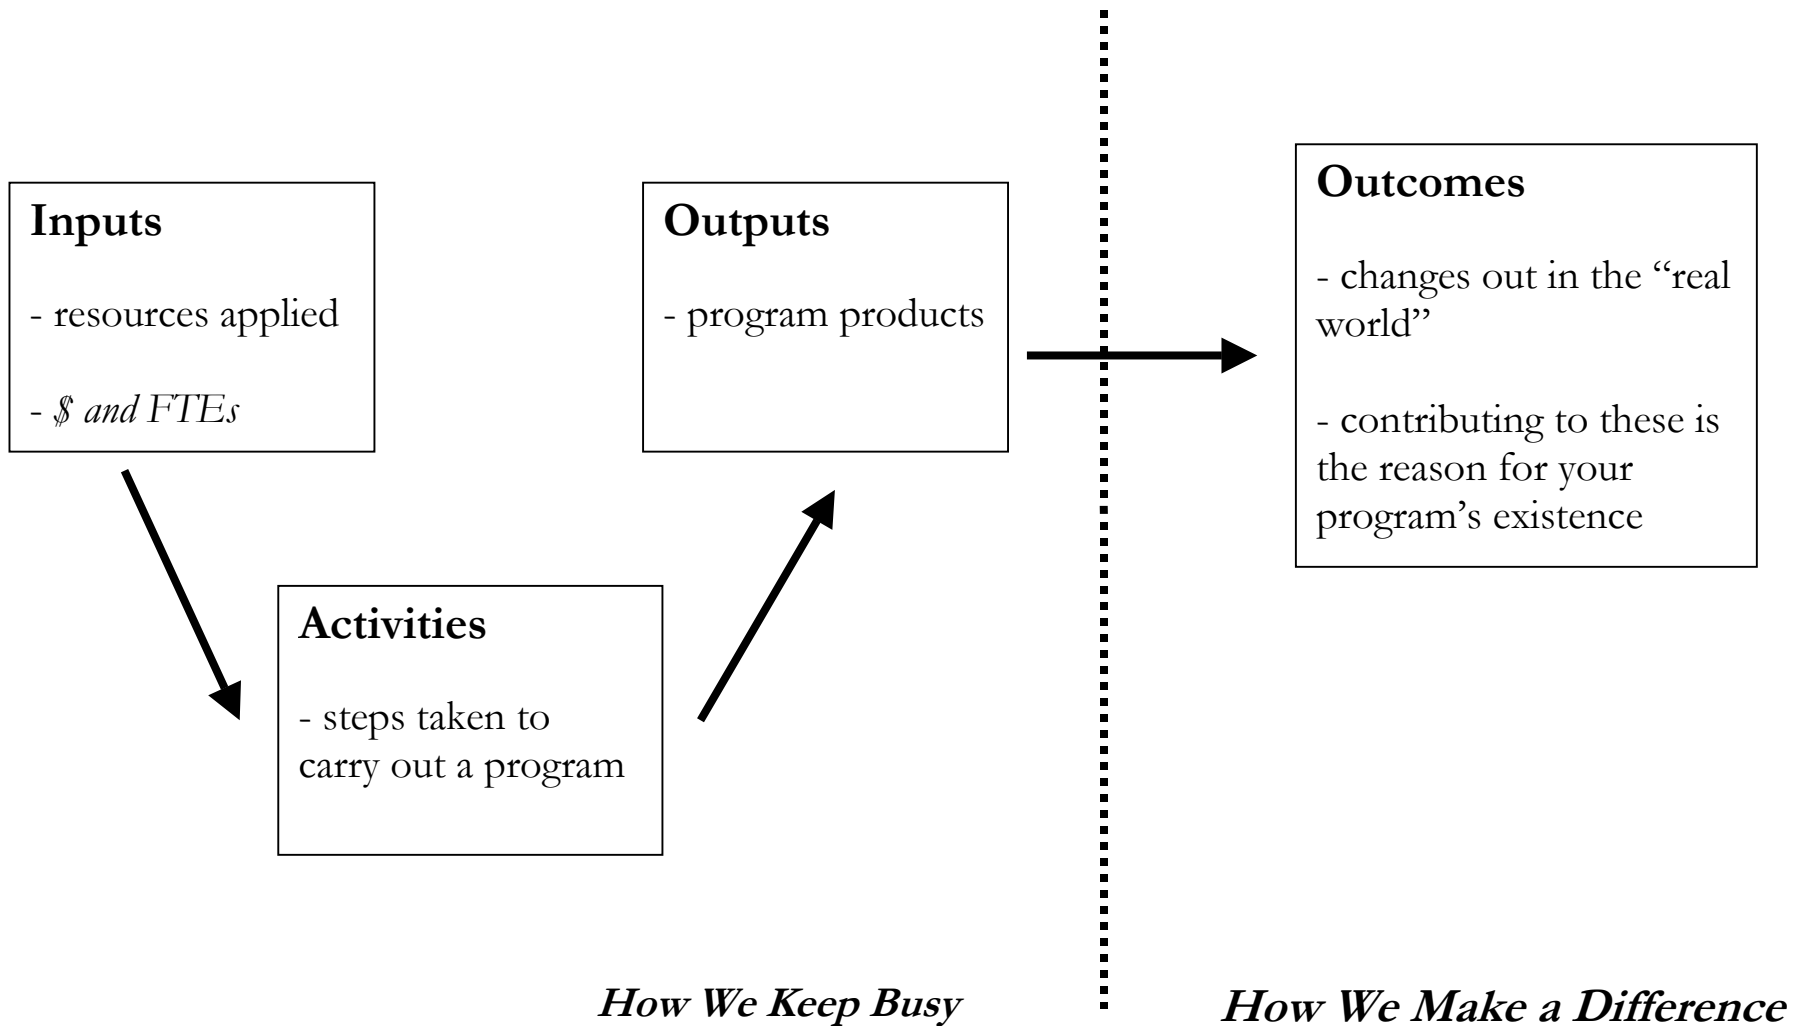 Inputs
- resources applied
- $ and FTEs
Activities
- steps taken to
carry out a program
Outputs
- program products
Outcomes
- changes out in the “real
world”
- contributing to these is
the reason for your
program’s existence
How We Keep Busy
How We Make a Difference